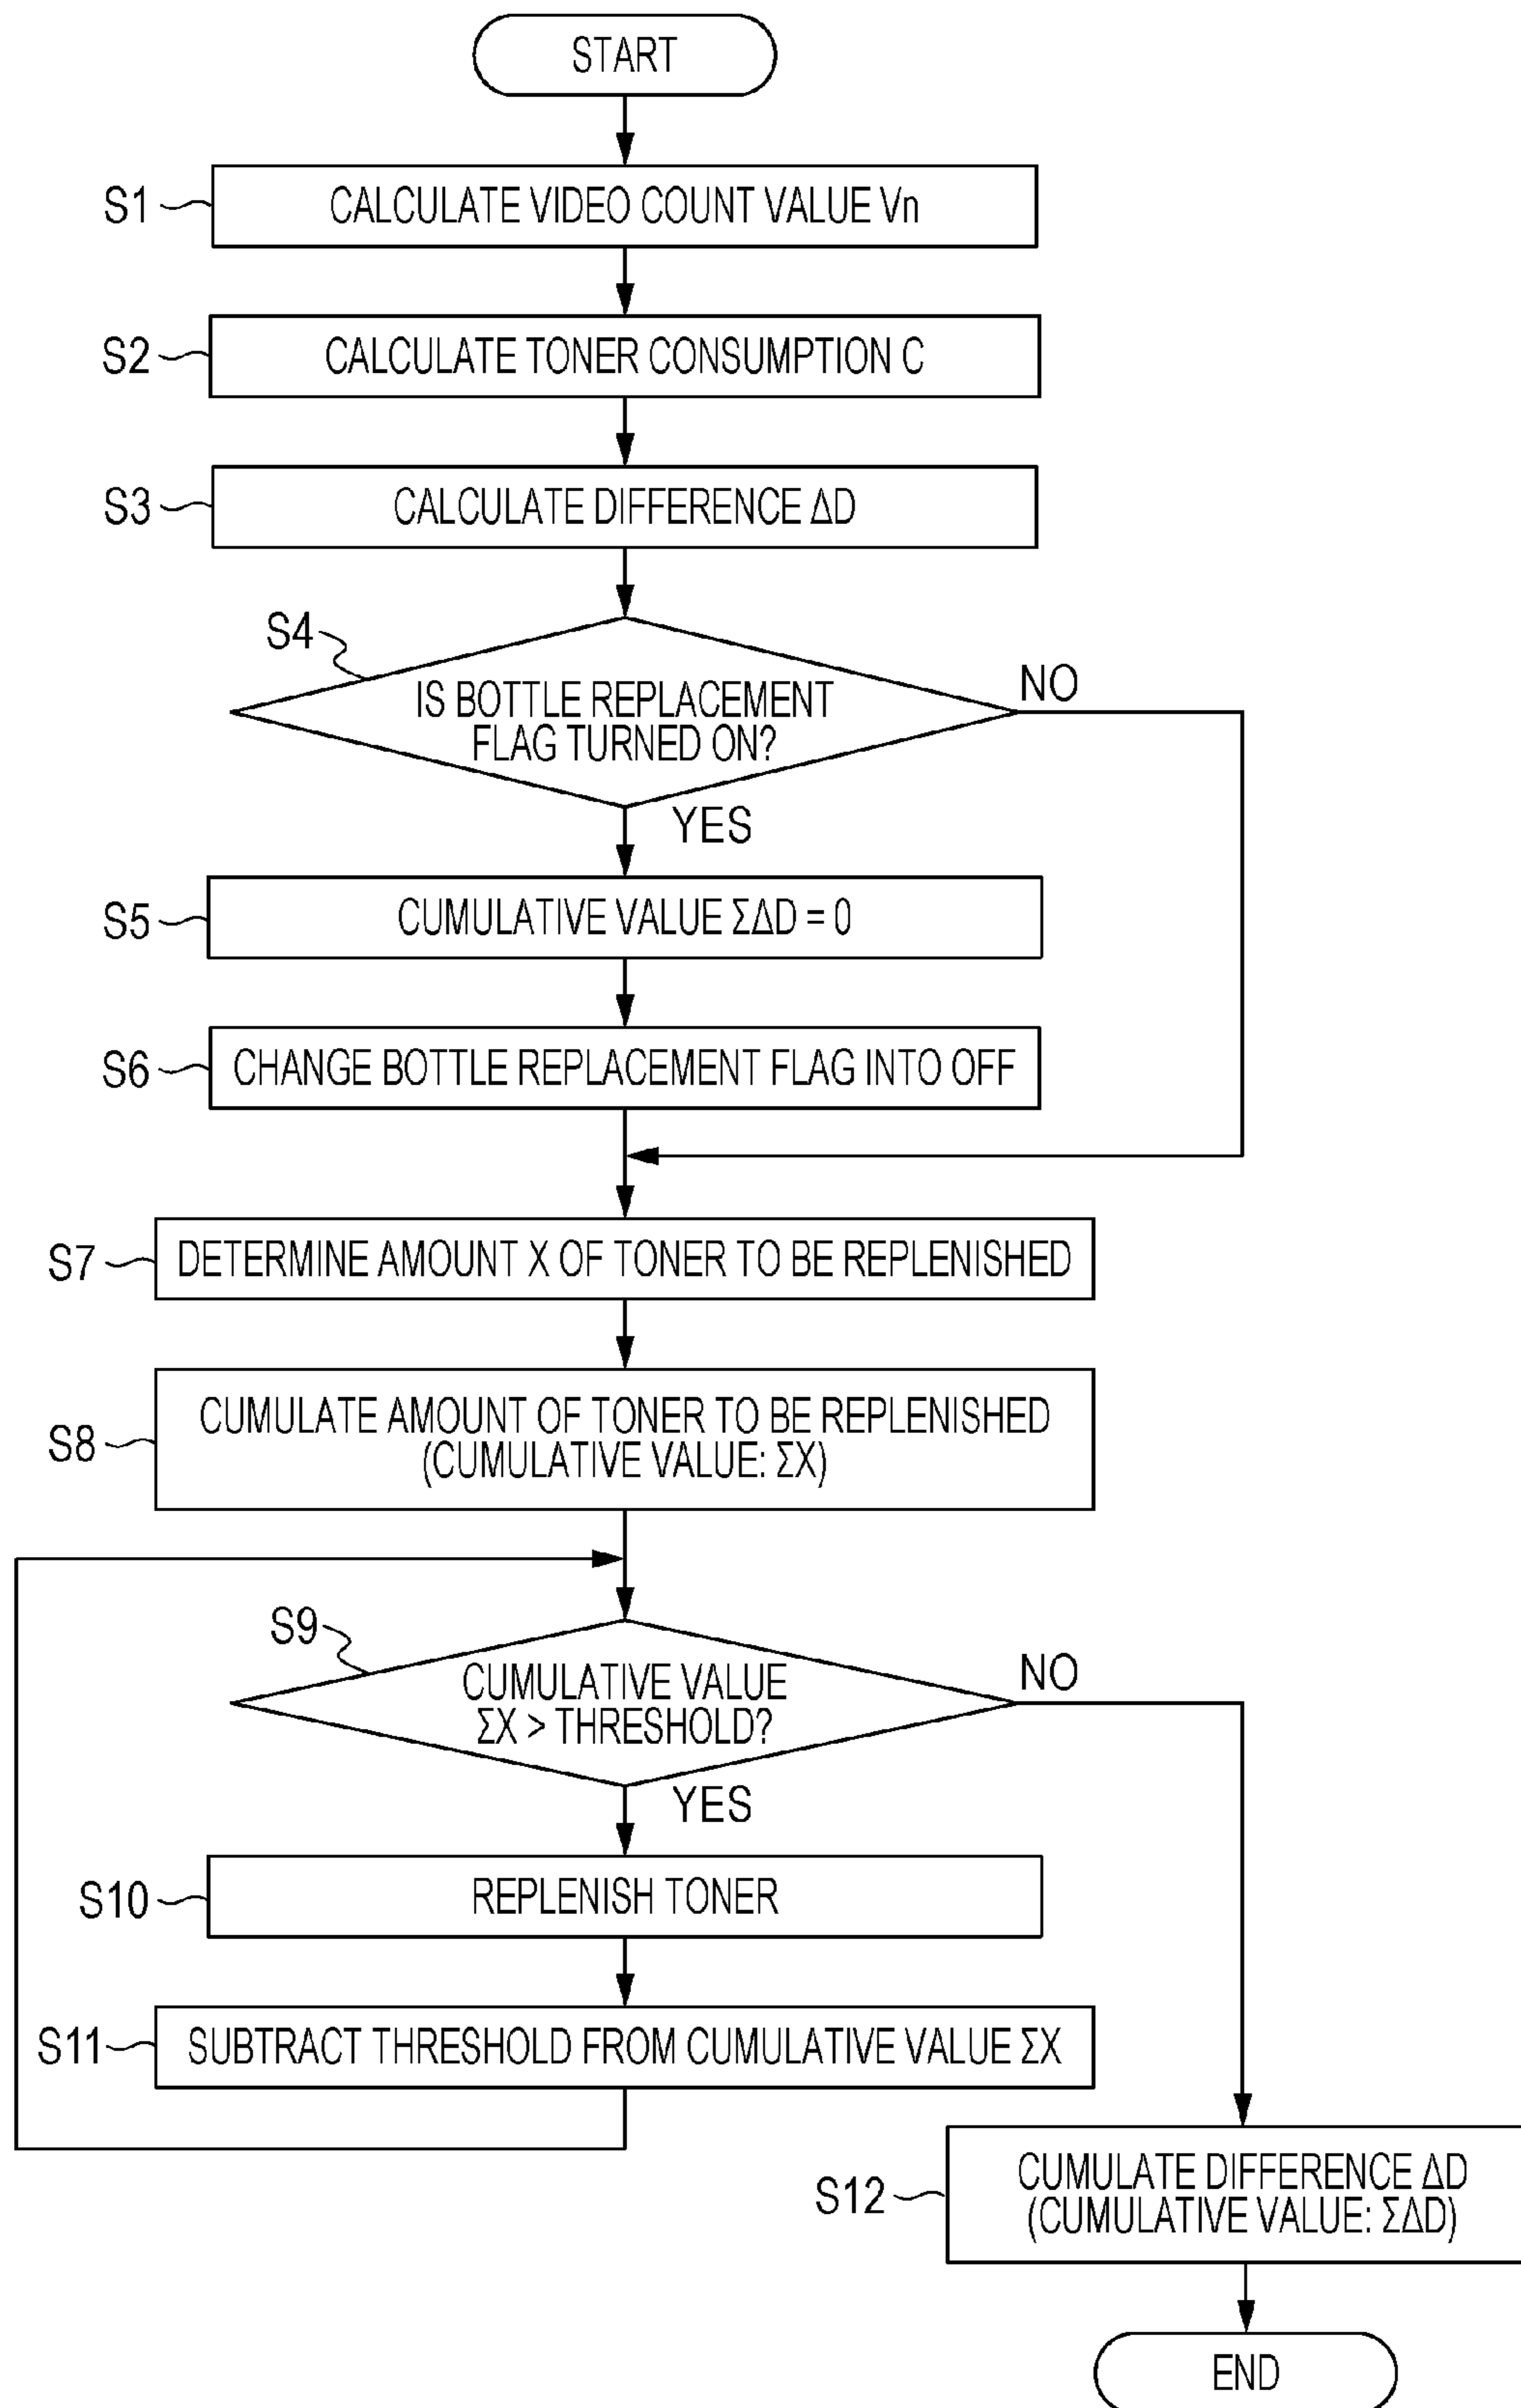 START
S1
CALCULATE VIDEO COUNT VALUE Vn
S2
CALCULATE TONER CONSUMPTION C
S3
CALCULATE DIFFERENCE ΔD
S4
IS BOTTLE REPLACEMENT
FLAG TURNED ON?
NO
YES
S5
CUMULATIVE VALUE ΣΔD = 0
S6
CHANGE BOTTLE REPLACEMENT FLAG INTO OFF
S7
DETERMINE AMOUNT X OF TONER TO BE REPLENISHED
S8
CUMULATE AMOUNT OF TONER TO BE REPLENISHED
(CUMULATIVE VALUE: ΣX)
S9
CUMULATIVE VALUE
ΣX > THRESHOLD?
NO
YES
S10
REPLENISH TONER
S11
SUBTRACT THRESHOLD FROM CUMULATIVE VALUE ΣX
S12
CUMULATE DIFFERENCE ΔD
(CUMULATIVE VALUE: ΣΔD)
END